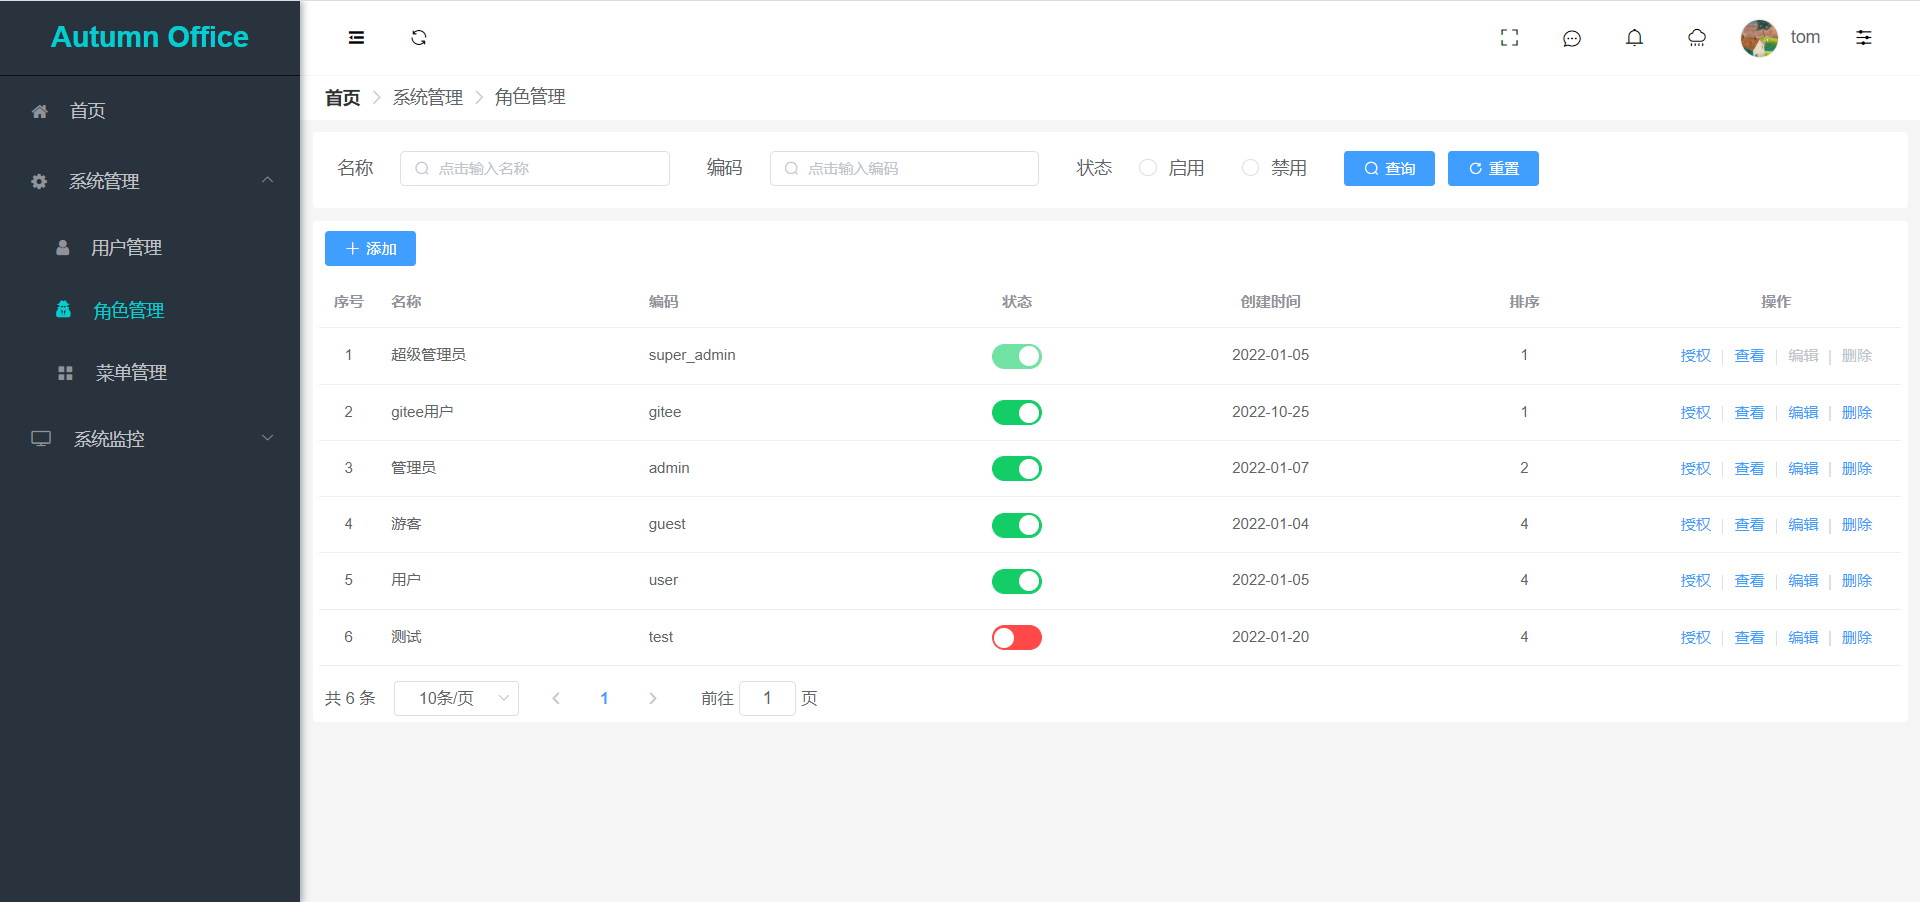 Autumn Office
tom
首页
系统管理
用户管理
角色管理
菜单管理
系统监控
首页 系统管理 角色管理
名称 点击输入名称 编码 点击输入编码 状态 启用 禁用 查询 重置
添加
序号 名称 编码 状态 创建时间 排序 操作
1 超级管理员 super_admin 2022-01-05 1 授权 查看 编辑 删除
2 gitee用户 gitee 2022-10-25 1 授权 查看 编辑 删除
3 管理员 admin 2022-01-07 2 授权 查看 编辑 删除
4 游客 guest 2022-01-04 4 授权 查看 编辑 删除
5 用户 user 2022-01-05 4 授权 查看 编辑 删除
6 测试 test 2022-01-20 4 授权 查看 编辑 删除
共 6 条 10条/页 1 前往 1 页